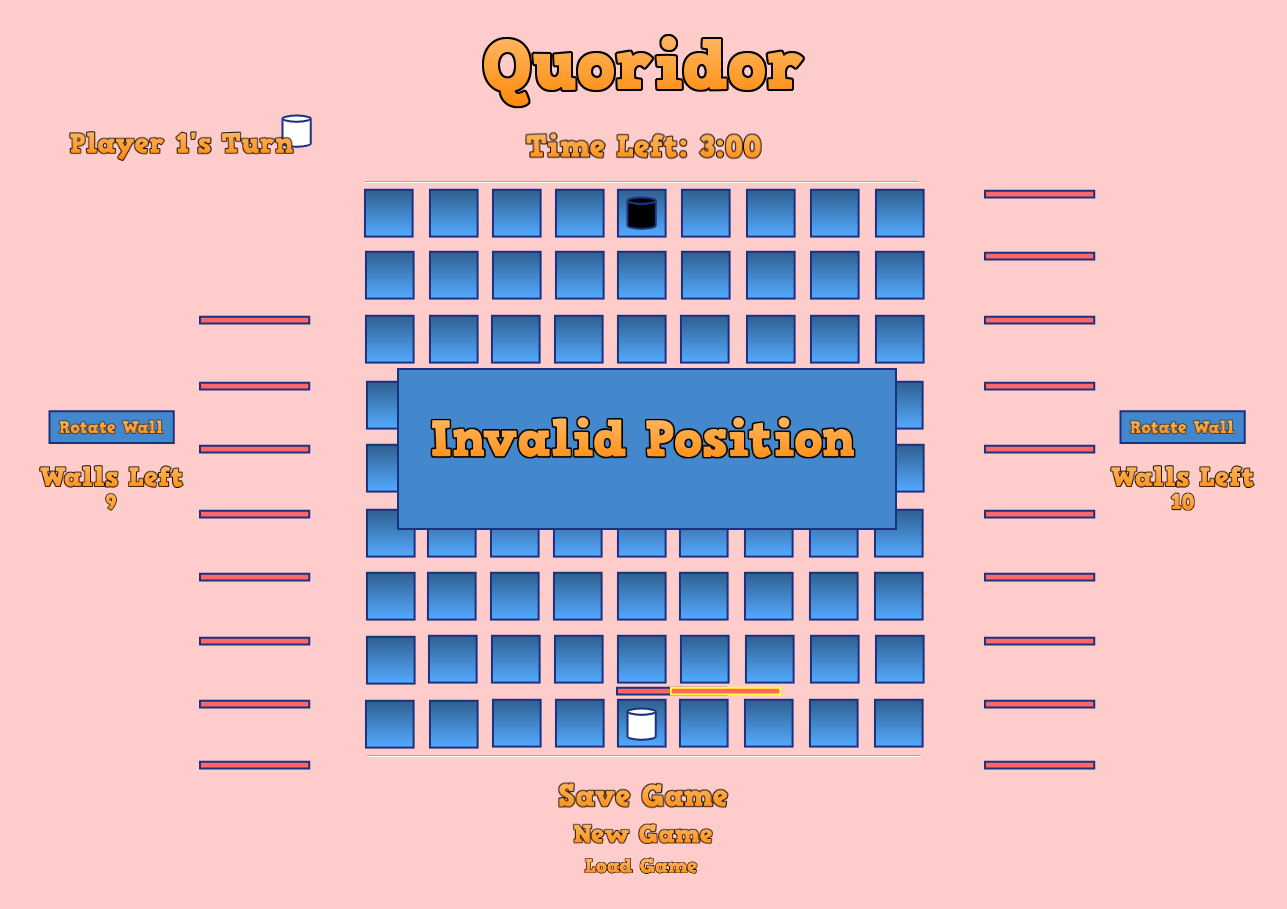 Quoridor
Player 1's Turn
Time Left: 3:00
Rotate Wall
Walls Left
9
Invalid Position
Rotate Wall
Walls Left
10
Save Game
New Game
Load Game